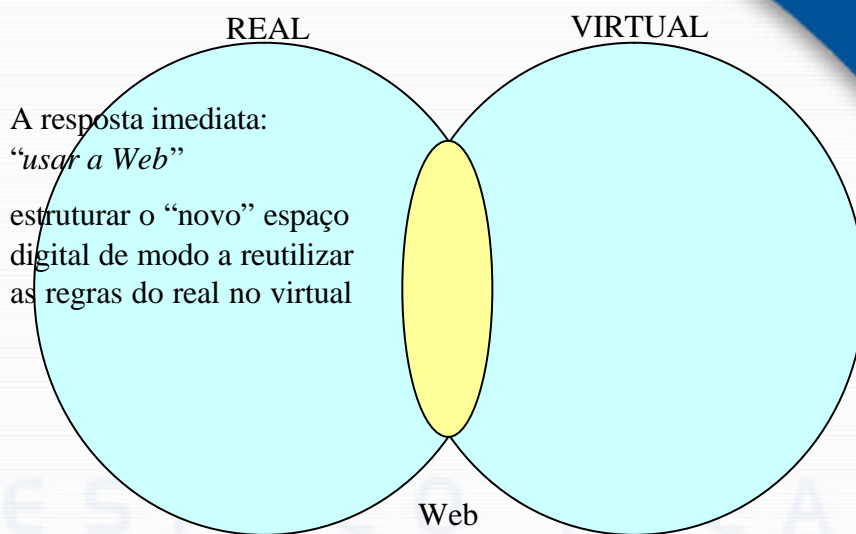 REAL
VIRTUAL
A resposta imediata:
“usar a Web”
estruturar o “novo” espaço
digital de modo a reutilizar
as regras do real no virtual
Web